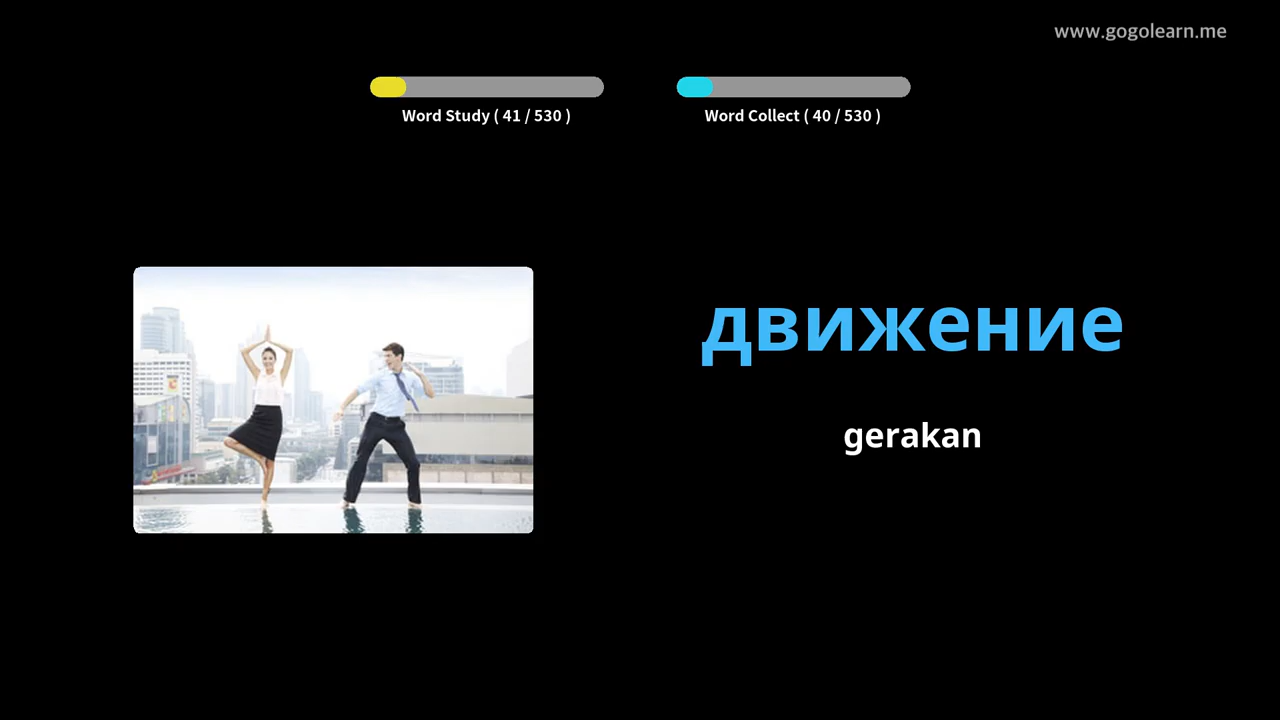 www.gogolearn.me
Word Study ( 41 / 530 )
Word Collect ( 40 / 530 )
движение
gerakan